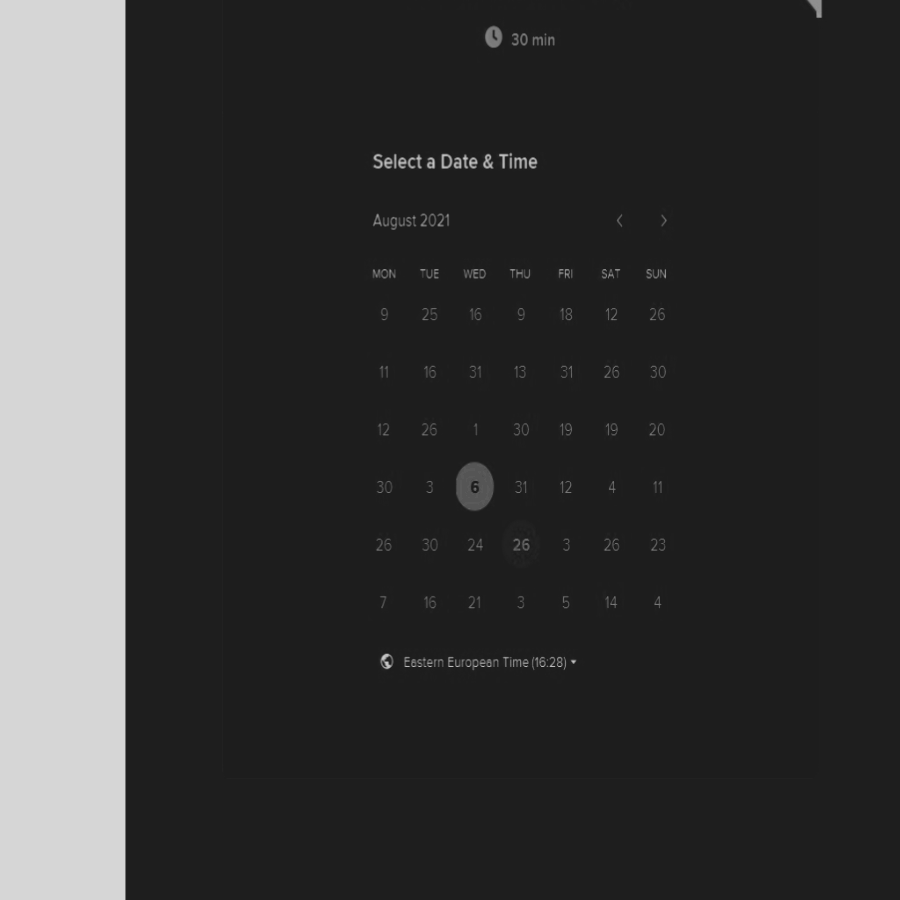 30 min
Select a Date & Time
August 2021
MON TUE WED THU FRI SAT SUN
9 25 16 9 18 12 26
11 16 31 13 31 26 30
12 26 1 30 19 19 20
30 3 6 31 12 4 11
26 30 24 26 3 26 23
7 16 21 3 5 14 4
Eastern European Time (16:28)